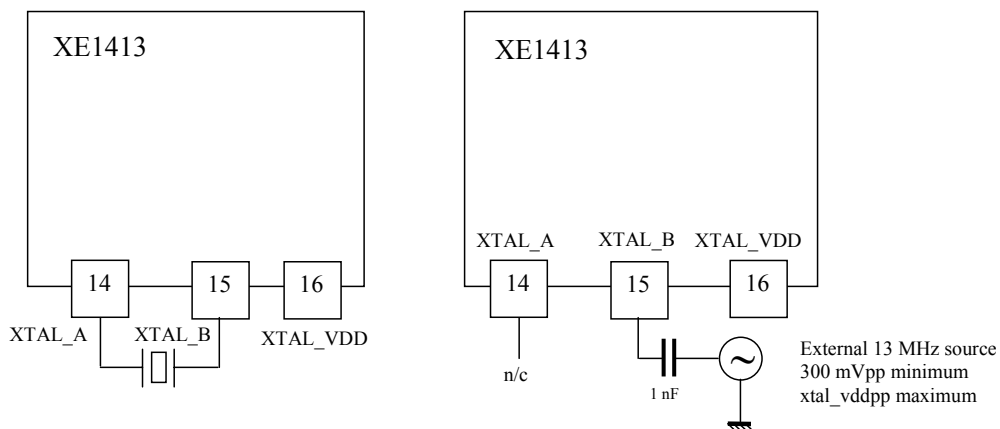 XE1413
14
15
16
XTAL_A
XTAL_B
XTAL_VDD
XE1413
XTAL_A
XTAL_B
XTAL_VDD
14
15
16
n/c
1 nF
External 13 MHz source
300 mVpp minimum
xtal_vddpp maximum